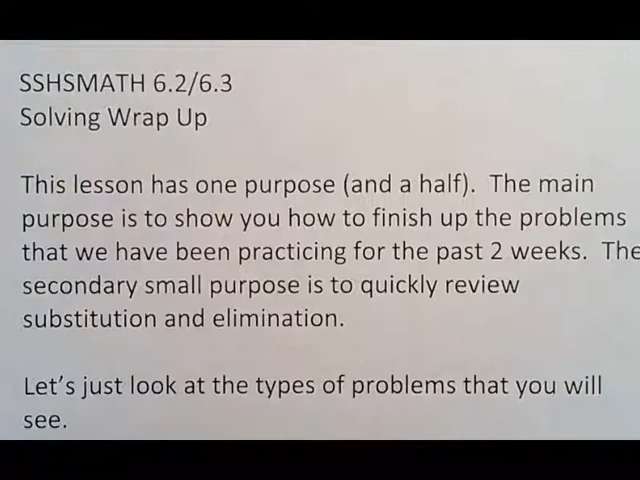 SSHSMATH 6.2/6.3
Solving Wrap Up
This lesson has one purpose (and a half).  The main
purpose is to show you how to finish up the problems
that we have been practicing for the past 2 weeks.  The
secondary small purpose is to quickly review
substitution and elimination.
Let's just look at the types of problems that you will
see.